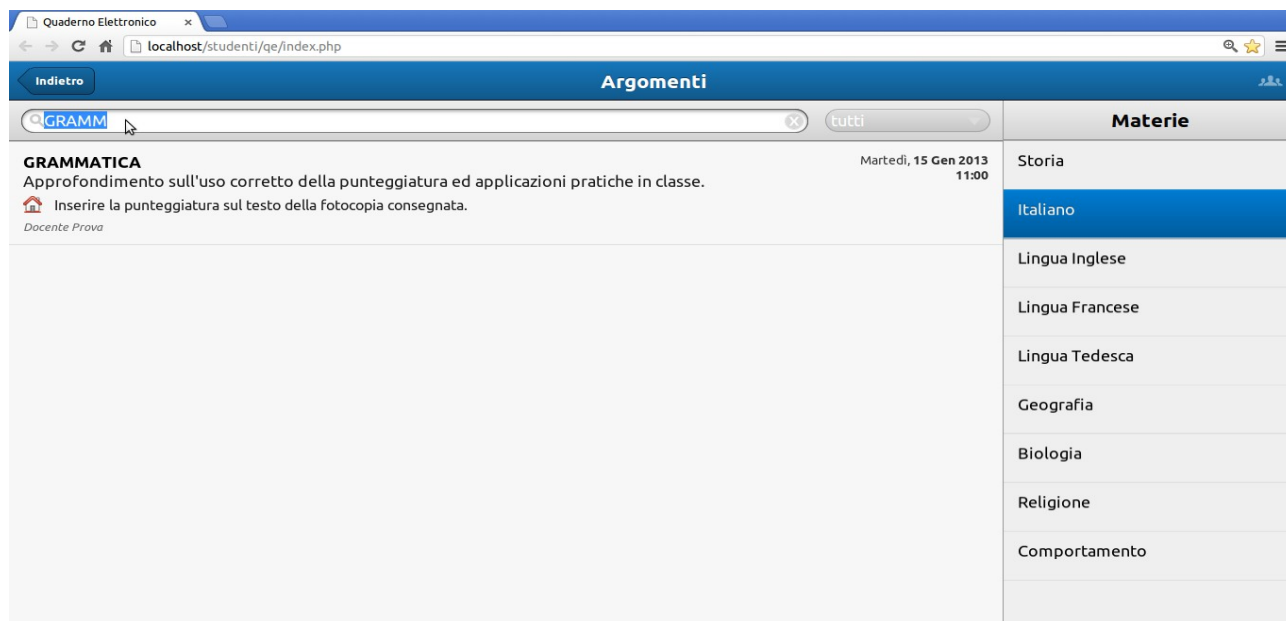 Quaderno Elettronico
localhost/studenti/qe/index.php
Indietro
Argomenti
GRAMM
tutti
Materie
GRAMMATICA
Martedì, 15 Gen 2013
11:00
Approfondimento sull'uso corretto della punteggiatura ed applicazioni pratiche in classe.
Inserire la punteggiatura sul testo della fotocopia consegnata.
Docente Prova
Storia
Italiano
Lingua Inglese
Lingua Francese
Lingua Tedesca
Geografia
Biologia
Religione
Comportamento